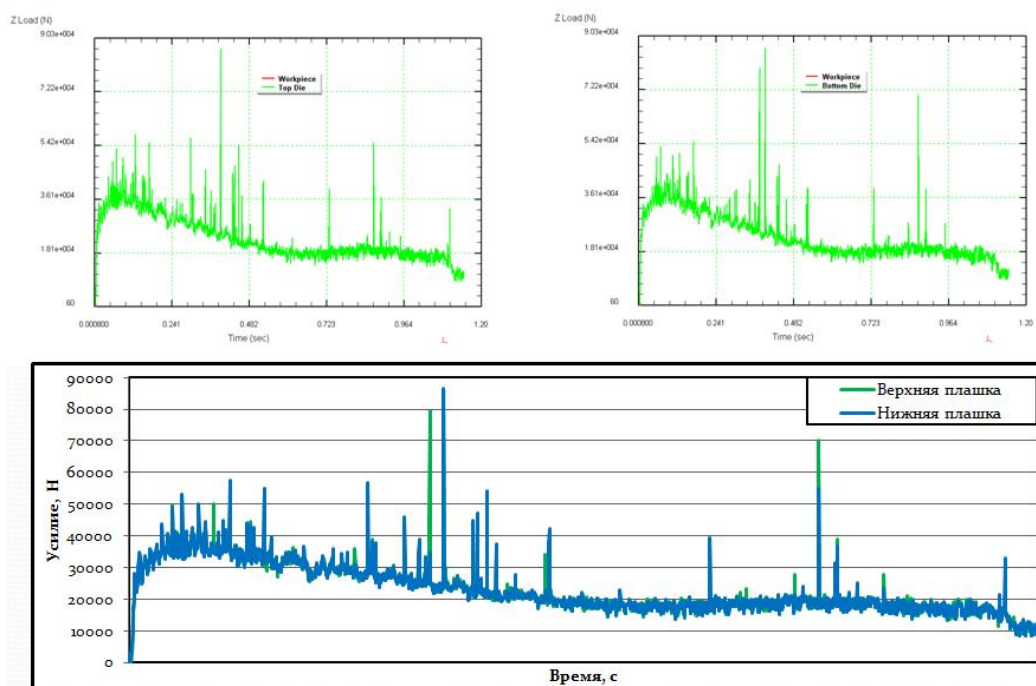 Z Load (N)
9.03e+004
7.22e+004
5.42e+004
3.61e+004
1.81e+004
60
0.000800
0.241
0.482
0.723
0.964
1.20
Time (sec)
Workpiece
Top Die
Z Load (N)
9.03e+004
7.22e+004
5.42e+004
3.61e+004
1.81e+004
60
0.000800
0.241
0.482
0.723
0.964
1.20
Time (sec)
Workpiece
Bottom Die
90000
80000
70000
60000
50000
40000
30000
20000
10000
0
Усилие, Н
Время, с
Верхняя плашка
Нижняя плашка